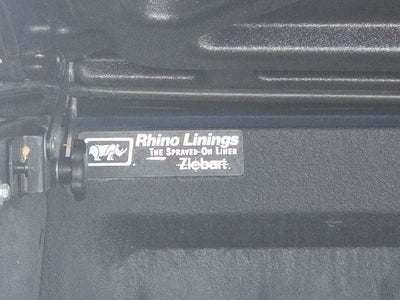 Rhino Linings
THE SPRAYED-ON LINER
Ziebart